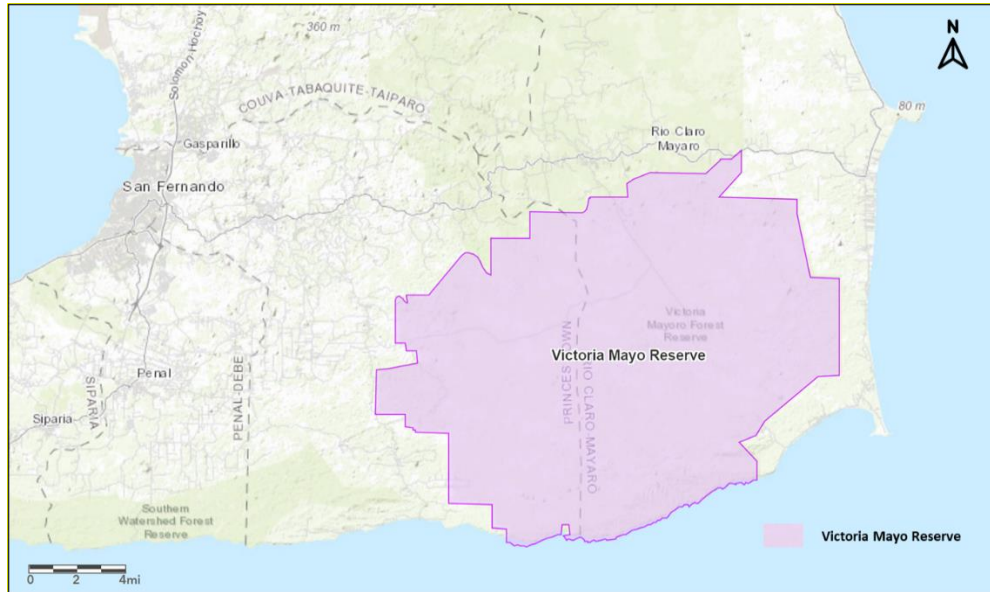 360 m
N
Solomon Hochoy
COUVA-TABAQUITE-TAIPARO
80 m
Gasparillo
Rio Claro
Mayaro
San Fernando
Victoria
Mayoro Forest
Reserve
Victoria Mayo Reserve
PRINCES TOWN
RIO CLARO MAYARO
PENAL-DEBE
SIPARIA
Penal
Siparia
Southern
Watershed Forest
Reserve
Victoria Mayo Reserve
0 2 4mi